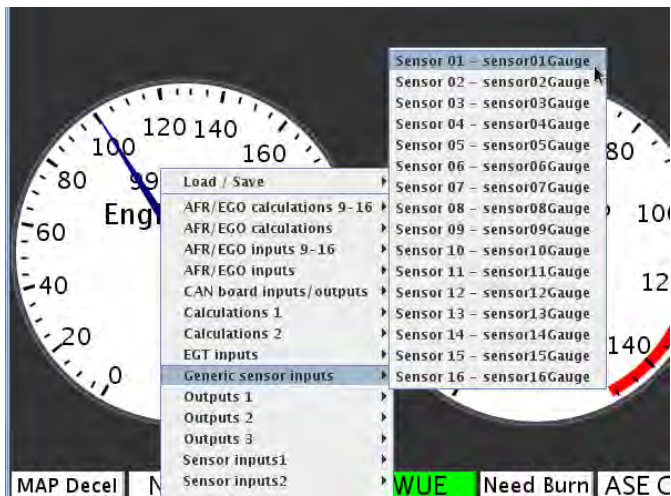 120 140
100
160
80
99
Eng
60
40
20
0
80
100
12
140
Load / Save
AFR/EGO calculations 9-16
AFR/EGO calculations
AFR/EGO inputs 9-16
AFR/EGO inputs
CAN board inputs/outputs
Calculations 1
Calculations 2
EGT inputs
Generic sensor inputs
Outputs 1
Outputs 2
Outputs 3
Sensor inputs1
Sensor inputs2
Sensor 01 - sensor01Gauge
Sensor 02 - sensor02Gauge
Sensor 03 - sensor03Gauge
Sensor 04 - sensor04Gauge
Sensor 05 - sensor05Gauge
Sensor 06 - sensor06Gauge
Sensor 07 - sensor07Gauge
Sensor 08 - sensor08Gauge
Sensor 09 - sensor09Gauge
Sensor 10 - sensor10Gauge
Sensor 11 - sensor11Gauge
Sensor 12 - sensor12Gauge
Sensor 13 - sensor13Gauge
Sensor 14 - sensor14Gauge
Sensor 15 - sensor15Gauge
Sensor 16 - sensor16Gauge
MAP Decel
N
WUE
Need Burn
ASE